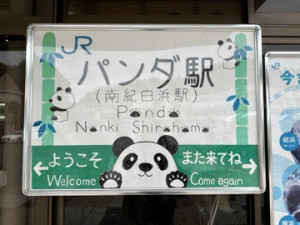 JR
パンダ駅
(南紀白浜駅)
Panda
Nanki Shirahama
ようこそ
また来てね
Welcome
Come again